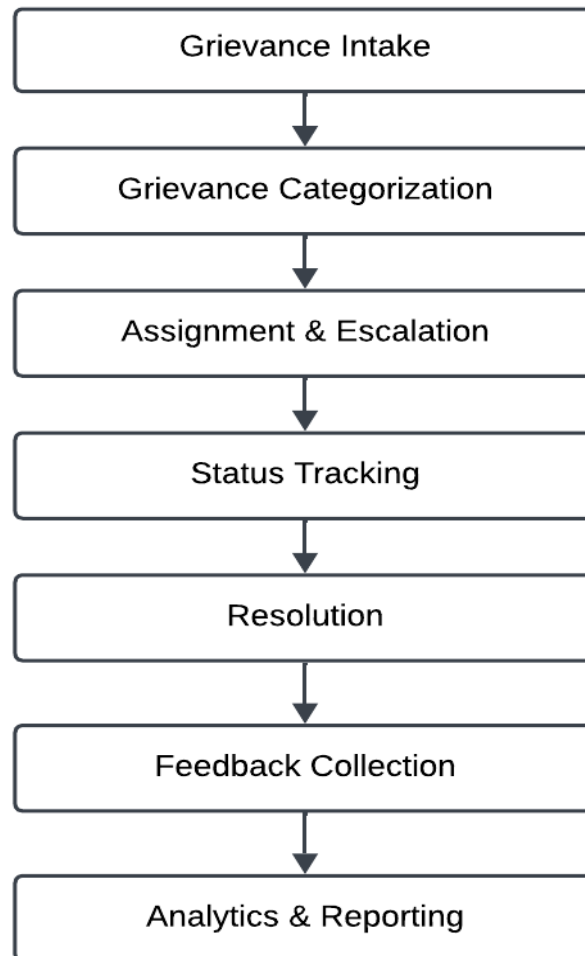 Grievance Intake
Grievance Categorization
Assignment & Escalation
Status Tracking
Resolution
Feedback Collection
Analytics & Reporting